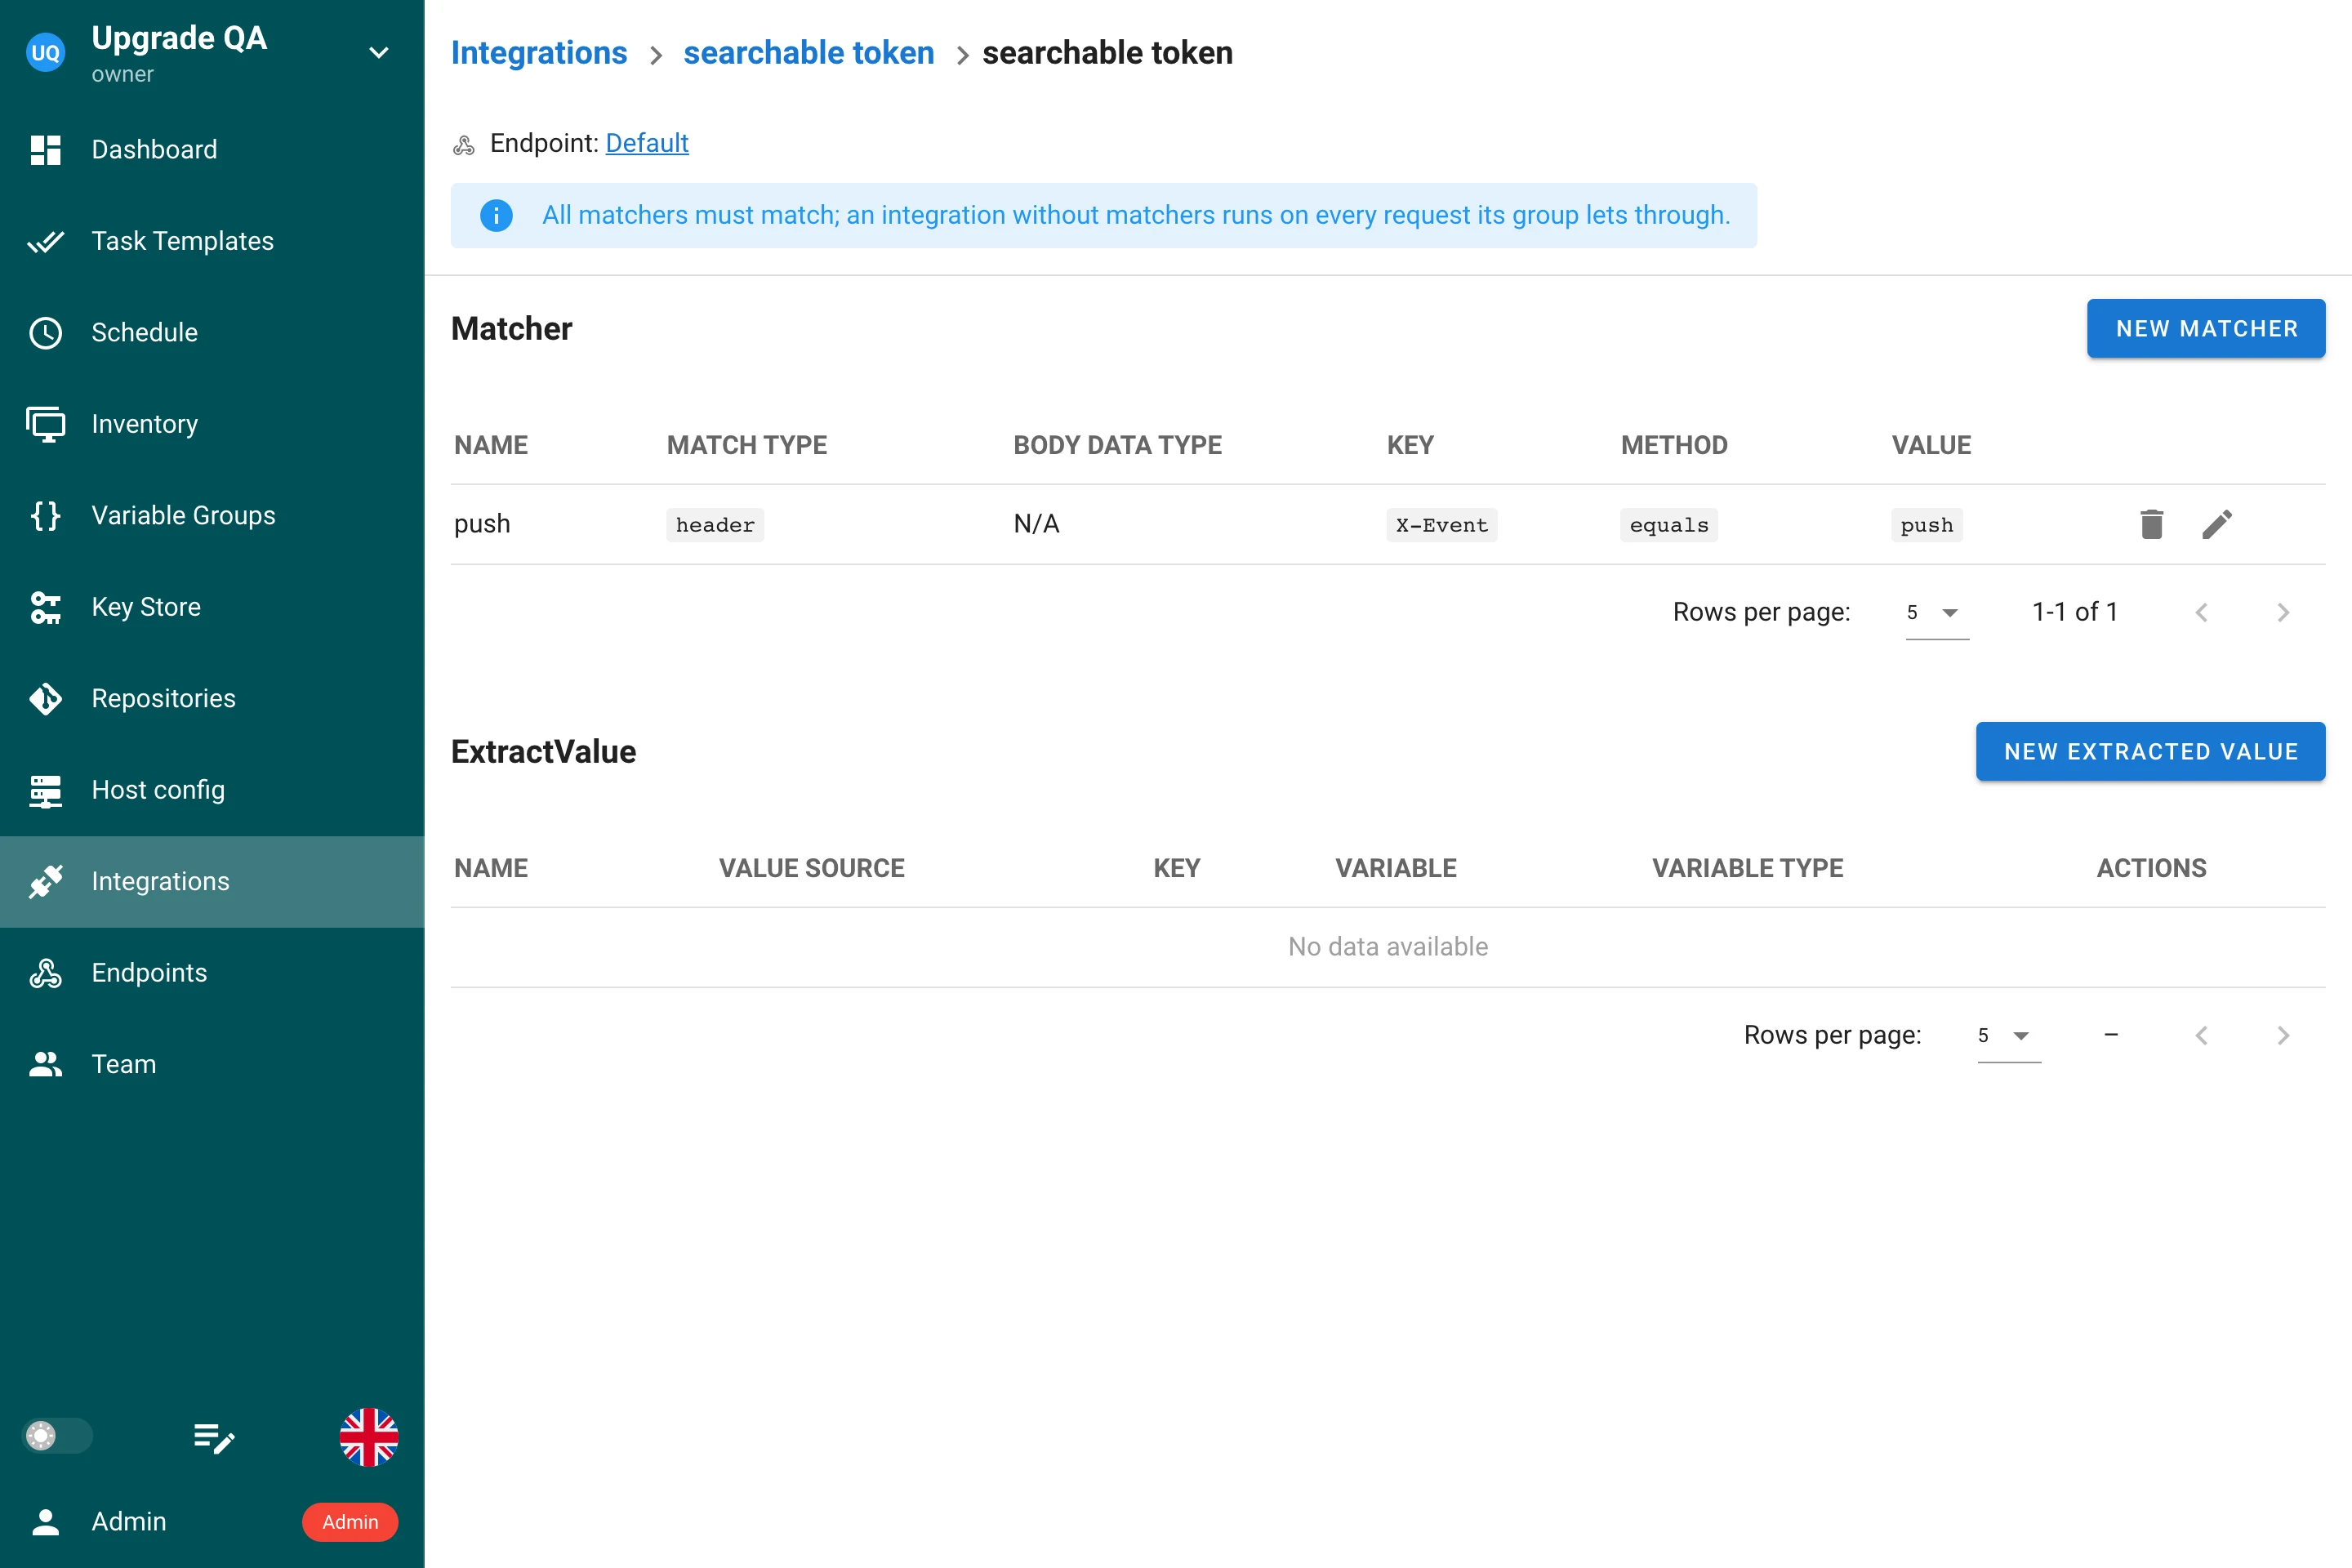 UQ
Upgrade QA
owner
Dashboard
Task Templates
Schedule
Inventory
Variable Groups
Key Store
Repositories
Host config
Integrations
Endpoints
Team
Admin
Admin
Integrations > searchable token > searchable token
Endpoint: Default
All matchers must match; an integration without matchers runs on every request its group lets through.
Matcher
NEW MATCHER
NAME MATCH TYPE BODY DATA TYPE KEY METHOD VALUE
push header N/A X-Event equals push
Rows per page: 5 1-1 of 1
ExtractValue
NEW EXTRACTED VALUE
NAME VALUE SOURCE KEY VARIABLE VARIABLE TYPE ACTIONS
No data available
Rows per page: 5 –